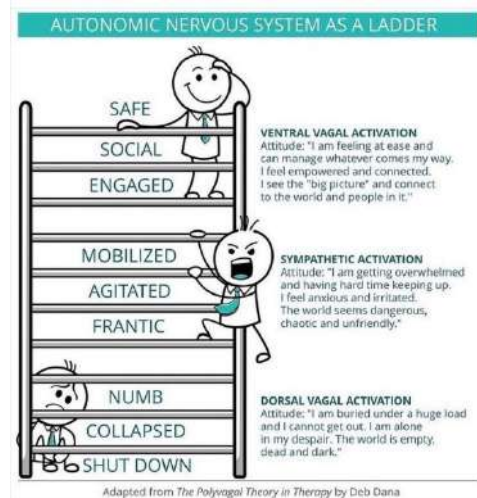 AUTONOMIC NERVOUS SYSTEM AS A LADDER
SAFE
SOCIAL
ENGAGED
VENTRAL VAGAL ACTIVATION
Attitude: "I am feeling at ease and
can manage whatever comes my way.
I feel empowered and connected.
I see the "big picture" and connect
to the world and people in it."
MOBILIZED
AGITATED
FRANTIC
SYMPATHETIC ACTIVATION
Attitude: "I am getting overwhelmed
and having hard time keeping up.
I feel anxious and irritated.
The world seems dangerous,
chaotic and unfriendly."
NUMB
COLLAPSED
SHUT DOWN
DORSAL VAGAL ACTIVATION
Attitude: "I am buried under a huge load
and I cannot get out. I am alone
in my despair. The world is empty,
dead and dark."
Adapted from The Polyvagal Theory in Therapy by Deb Dana